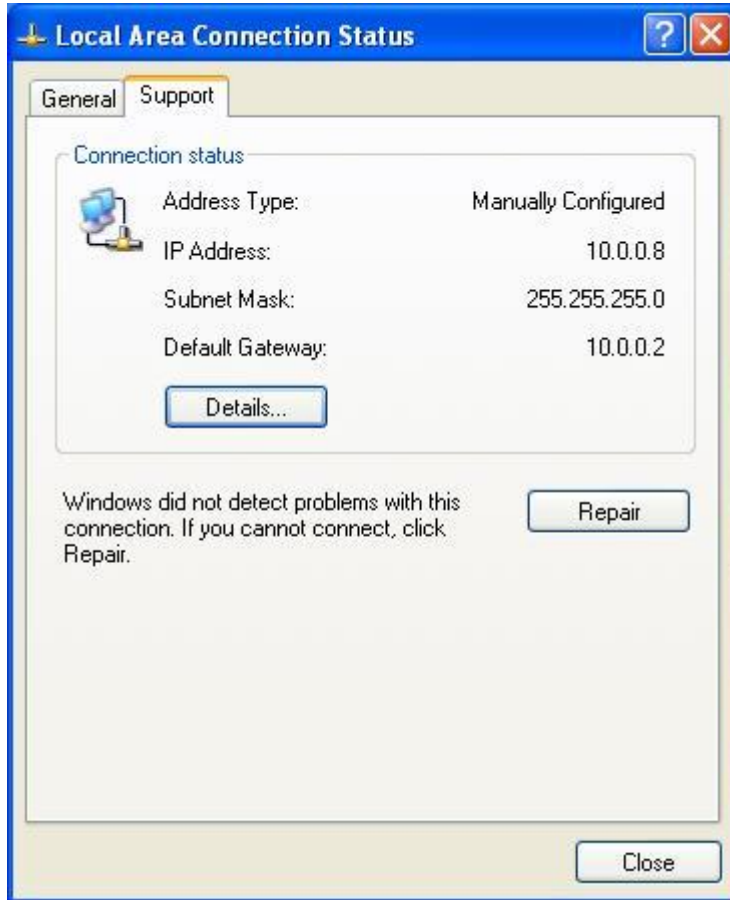 Local Area Connection Status
General Support
Connection status
Address Type: Manually Configured
IP Address: 10.0.0.8
Subnet Mask: 255.255.255.0
Default Gateway: 10.0.0.2
Details...
Windows did not detect problems with this
connection. If you cannot connect, click
Repair.
Repair
Close